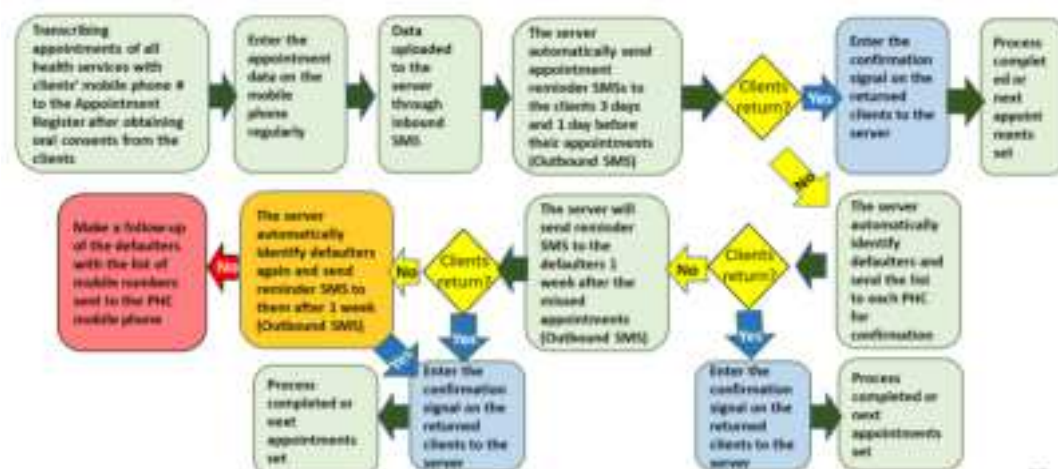 Transcribing
appointments of all
health services with
clients' mobile phone #
to the Appointment
Register after obtaining
oral consents from the
clients
Enter the
appointment
data on the
mobile
phone
regularly
Data
uploaded
to the
server
through
inbound
SMS
The server
automatically send
appointment
reminder SMSs to
the clients 3 days
and 1 day before
their appointments
(Outbound SMS)
Clients
return?
Yes
Enter the
confirmation
signal on the
returned
clients to the
server
Process
complet
ed or
next
appoint
ments
set
No
The server
automatically
identify
defaulters and
send the list
to each PHC
for
confirmation
Clients
return?
No
The server will
send reminder
SMS to the
defaulters 1
week after the
missed
appointments
(Outbound SMS)
Clients
return?
No
The server
automatically
identify defaulters
again and send
reminder SMS to
them after 1 week
(Outbound SMS)
No
Make a follow-up
of the defaulters
with the list of
mobile numbers
sent to the PHC
mobile phone
Yes
Yes
Enter the
confirmation
signal on the
returned
clients to the
server
Process
completed or
next
appointments
set
Yes
Enter the
confirmation
signal on the
returned
clients to the
server
Process
completed or
next
appointments
set